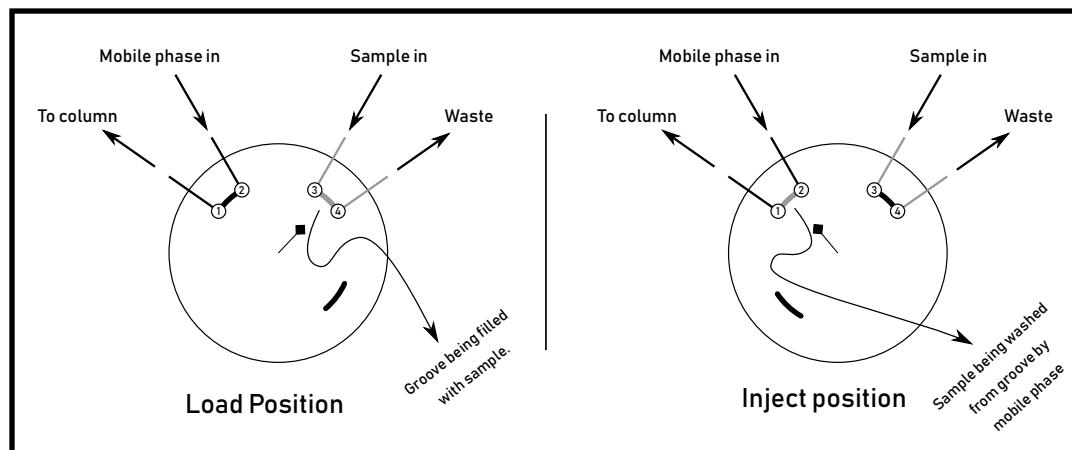 Mobile phase in
Sample in
To column
Waste
1
2
3
4
Groove being filled
with sample.
Load Position
Mobile phase in
Sample in
To column
Waste
1
2
3
4
Sample being washed
from groove by
mobile phase
Inject position